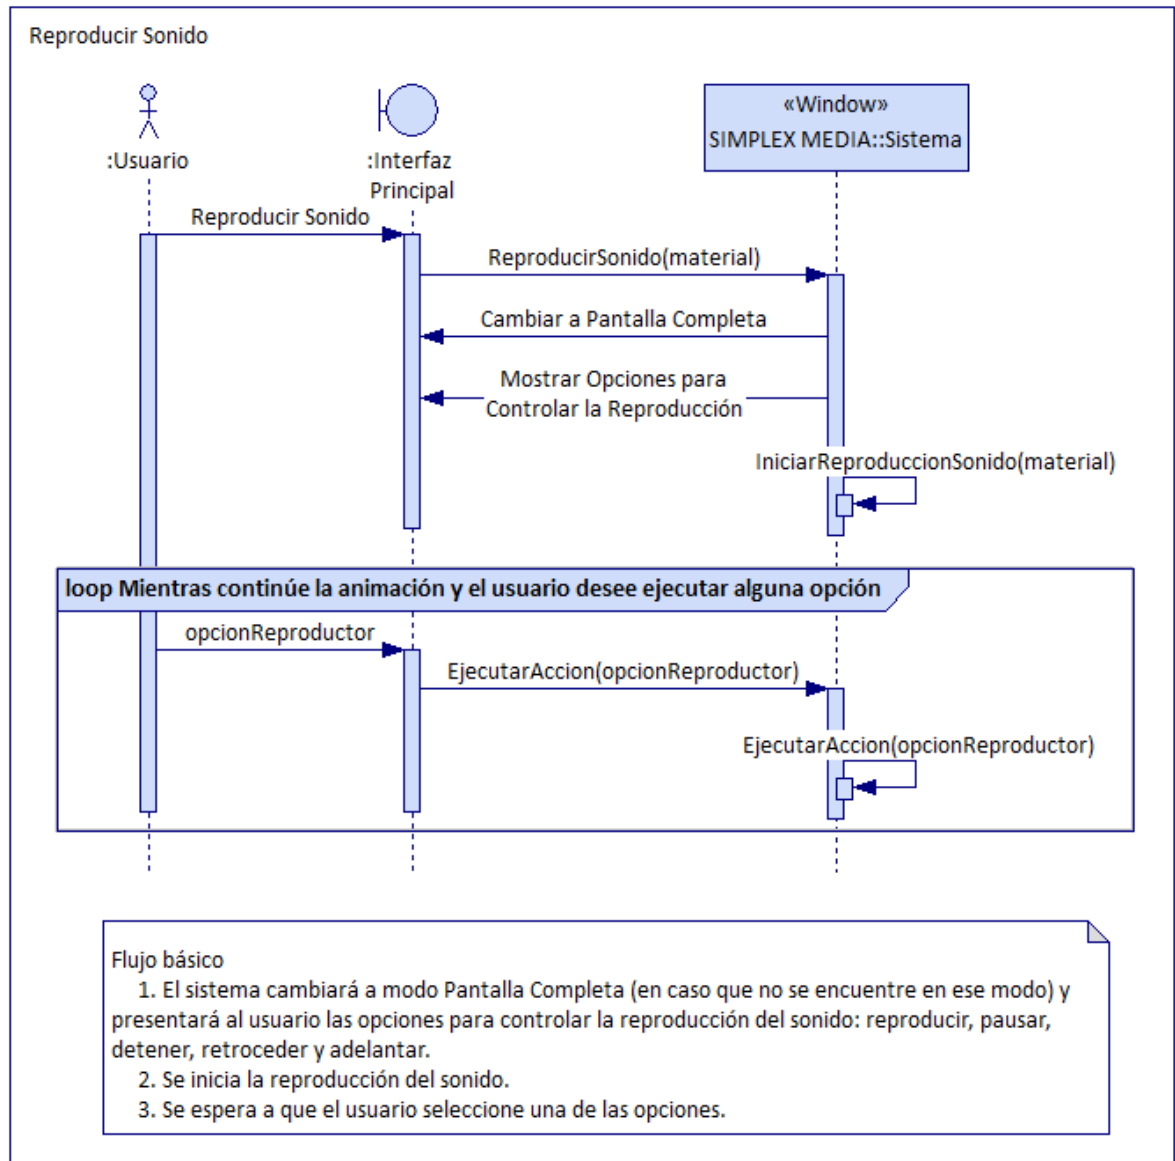 Reproducir Sonido
:Usuario
:Interfaz
Principal
«Window»
SIMPLEX MEDIA::Sistema
Reproducir Sonido
ReproducirSonido(material)
Cambiar a Pantalla Completa
Mostrar Opciones para
Controlar la Reproducción
IniciarReproduccionSonido(material)
loop Mientras continúe la animación y el usuario desee ejecutar alguna opción
opcionReproductor
EjecutarAccion(opcionReproductor)
EjecutarAccion(opcionReproductor)
Flujo básico
1. El sistema cambiará a modo Pantalla Completa (en caso que no se encuentre en ese modo) y
presentará al usuario las opciones para controlar la reproducción del sonido: reproducir, pausar,
detener, retroceder y adelantar.
2. Se inicia la reproducción del sonido.
3. Se espera a que el usuario seleccione una de las opciones.